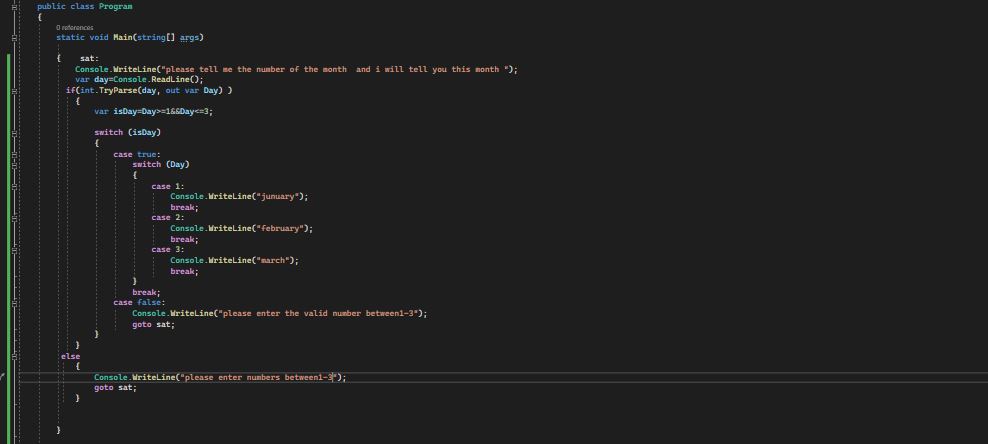 public class Program
{
0 references
static void Main(string[] args)
{    sat:
Console.WriteLine("please tell me the number of the month  and i will tell you this month ");
var day=Console.ReadLine();
if(int.TryParse(day, out var Day) )
{
var isDay=Day>=1&&Day<=3;
switch (isDay)
{
case true:
switch (Day)
{
case 1:
Console.WriteLine("junuary");
break;
case 2:
Console.WriteLine("february");
break;
case 3:
Console.WriteLine("march");
break;
}
break;
case false:
Console.WriteLine("please enter the valid number between1-3");
goto sat;
}
}
else
{
Console.WriteLine("please enter numbers between1-3");
goto sat;
}
}